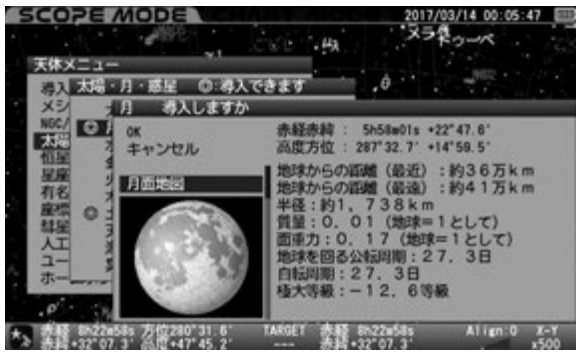 SCOPE MODE
2017/03/14 00:05:47
メラク
ドゥーベ
天体メニュー
導入
太陽・月・惑星 ◎:導入できます
メシ
月 導入しますか
NGC/
太陽
恒星
星座
有名
座標
彗星
人工
ユー
ホー
OK
キャンセル
月面地図
赤経赤緯 : 5h58m01s +22°47.6'
高度方位 : 287°32.7' +14°59.5'
地球からの距離(最近):約36万km
地球からの距離(最遠):約41万km
半径:約1,738km
質量:0.01(地球=1として)
面重力:0.17(地球=1として)
地球を回る公転周期:27.3日
自転周期:27.3日
極大等級:-12.6等級
赤経 8h22m58s 方位280°31.6' TARGET 赤経 8h22m58s Align:0 X-Y
赤緯+32°07.3' 高度+47°45.2' --- 赤緯+32°07.3' x500